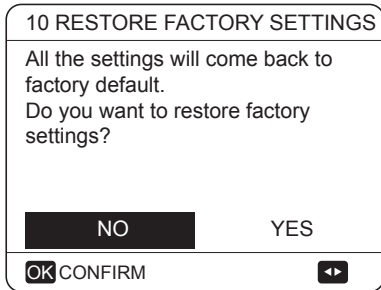 10 RESTORE FACTORY SETTINGS
All the settings will come back to
factory default.
Do you want to restore factory
settings?
NO YES
OK CONFIRM